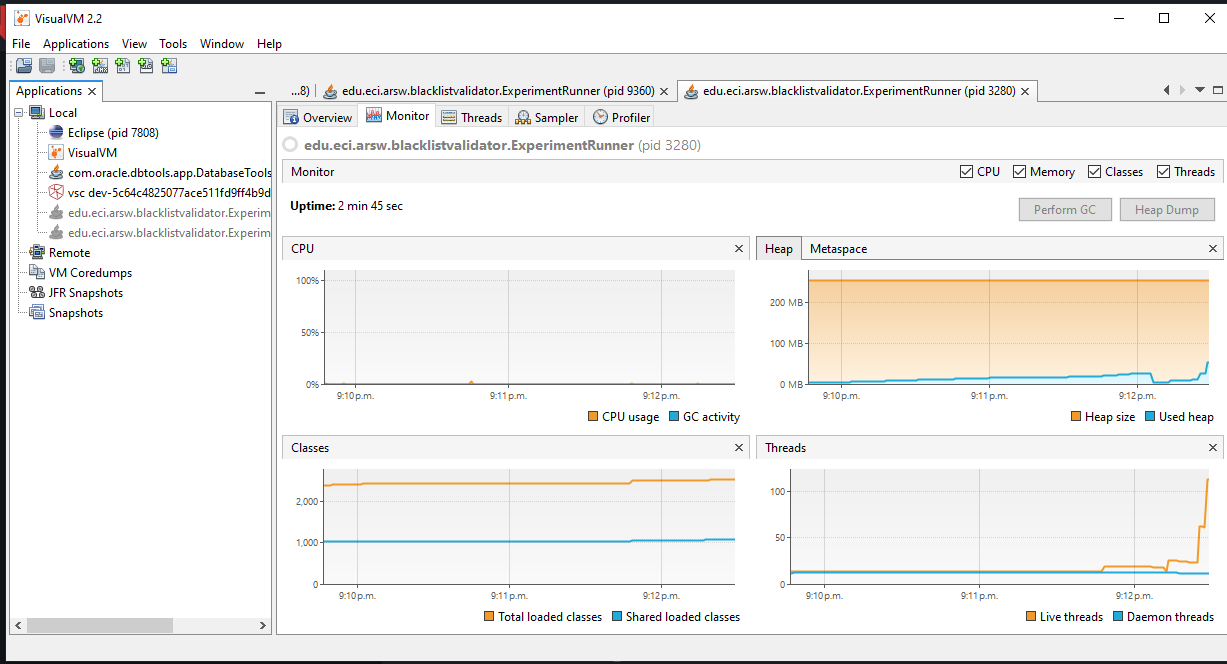 VisualVM 2.2
File Applications View Tools Window Help
Applications
...8) edu.eci.arsw.blacklistvalidator.ExperimentRunner (pid 9360) edu.eci.arsw.blacklistvalidator.ExperimentRunner (pid 3280)
Local
Eclipse (pid 7808)
VisualVM
com.oracle.dbtools.app.DatabaseTools
vsc dev-5c64c4825077ace511fd9ff4b9d
edu.eci.arsw.blacklistvalidator.Experim
edu.eci.arsw.blacklistvalidator.Experim
Remote
VM Coredumps
JFR Snapshots
Snapshots
Overview Monitor Threads Sampler Profiler
edu.eci.arsw.blacklistvalidator.ExperimentRunner (pid 3280)
Monitor CPU Memory Classes Threads
Uptime: 2 min 45 sec
Perform GC Heap Dump
CPU
100%
50%
0%
9:10 p.m. 9:11 p.m. 9:12 p.m.
CPU usage GC activity
Heap Metaspace
200 MB
100 MB
0 MB
9:10 p.m. 9:11 p.m. 9:12 p.m.
Heap size Used heap
Classes
2,000
1,000
0
9:10 p.m. 9:11 p.m. 9:12 p.m.
Total loaded classes Shared loaded classes
Threads
100
50
0
9:10 p.m. 9:11 p.m. 9:12 p.m.
Live threads Daemon threads